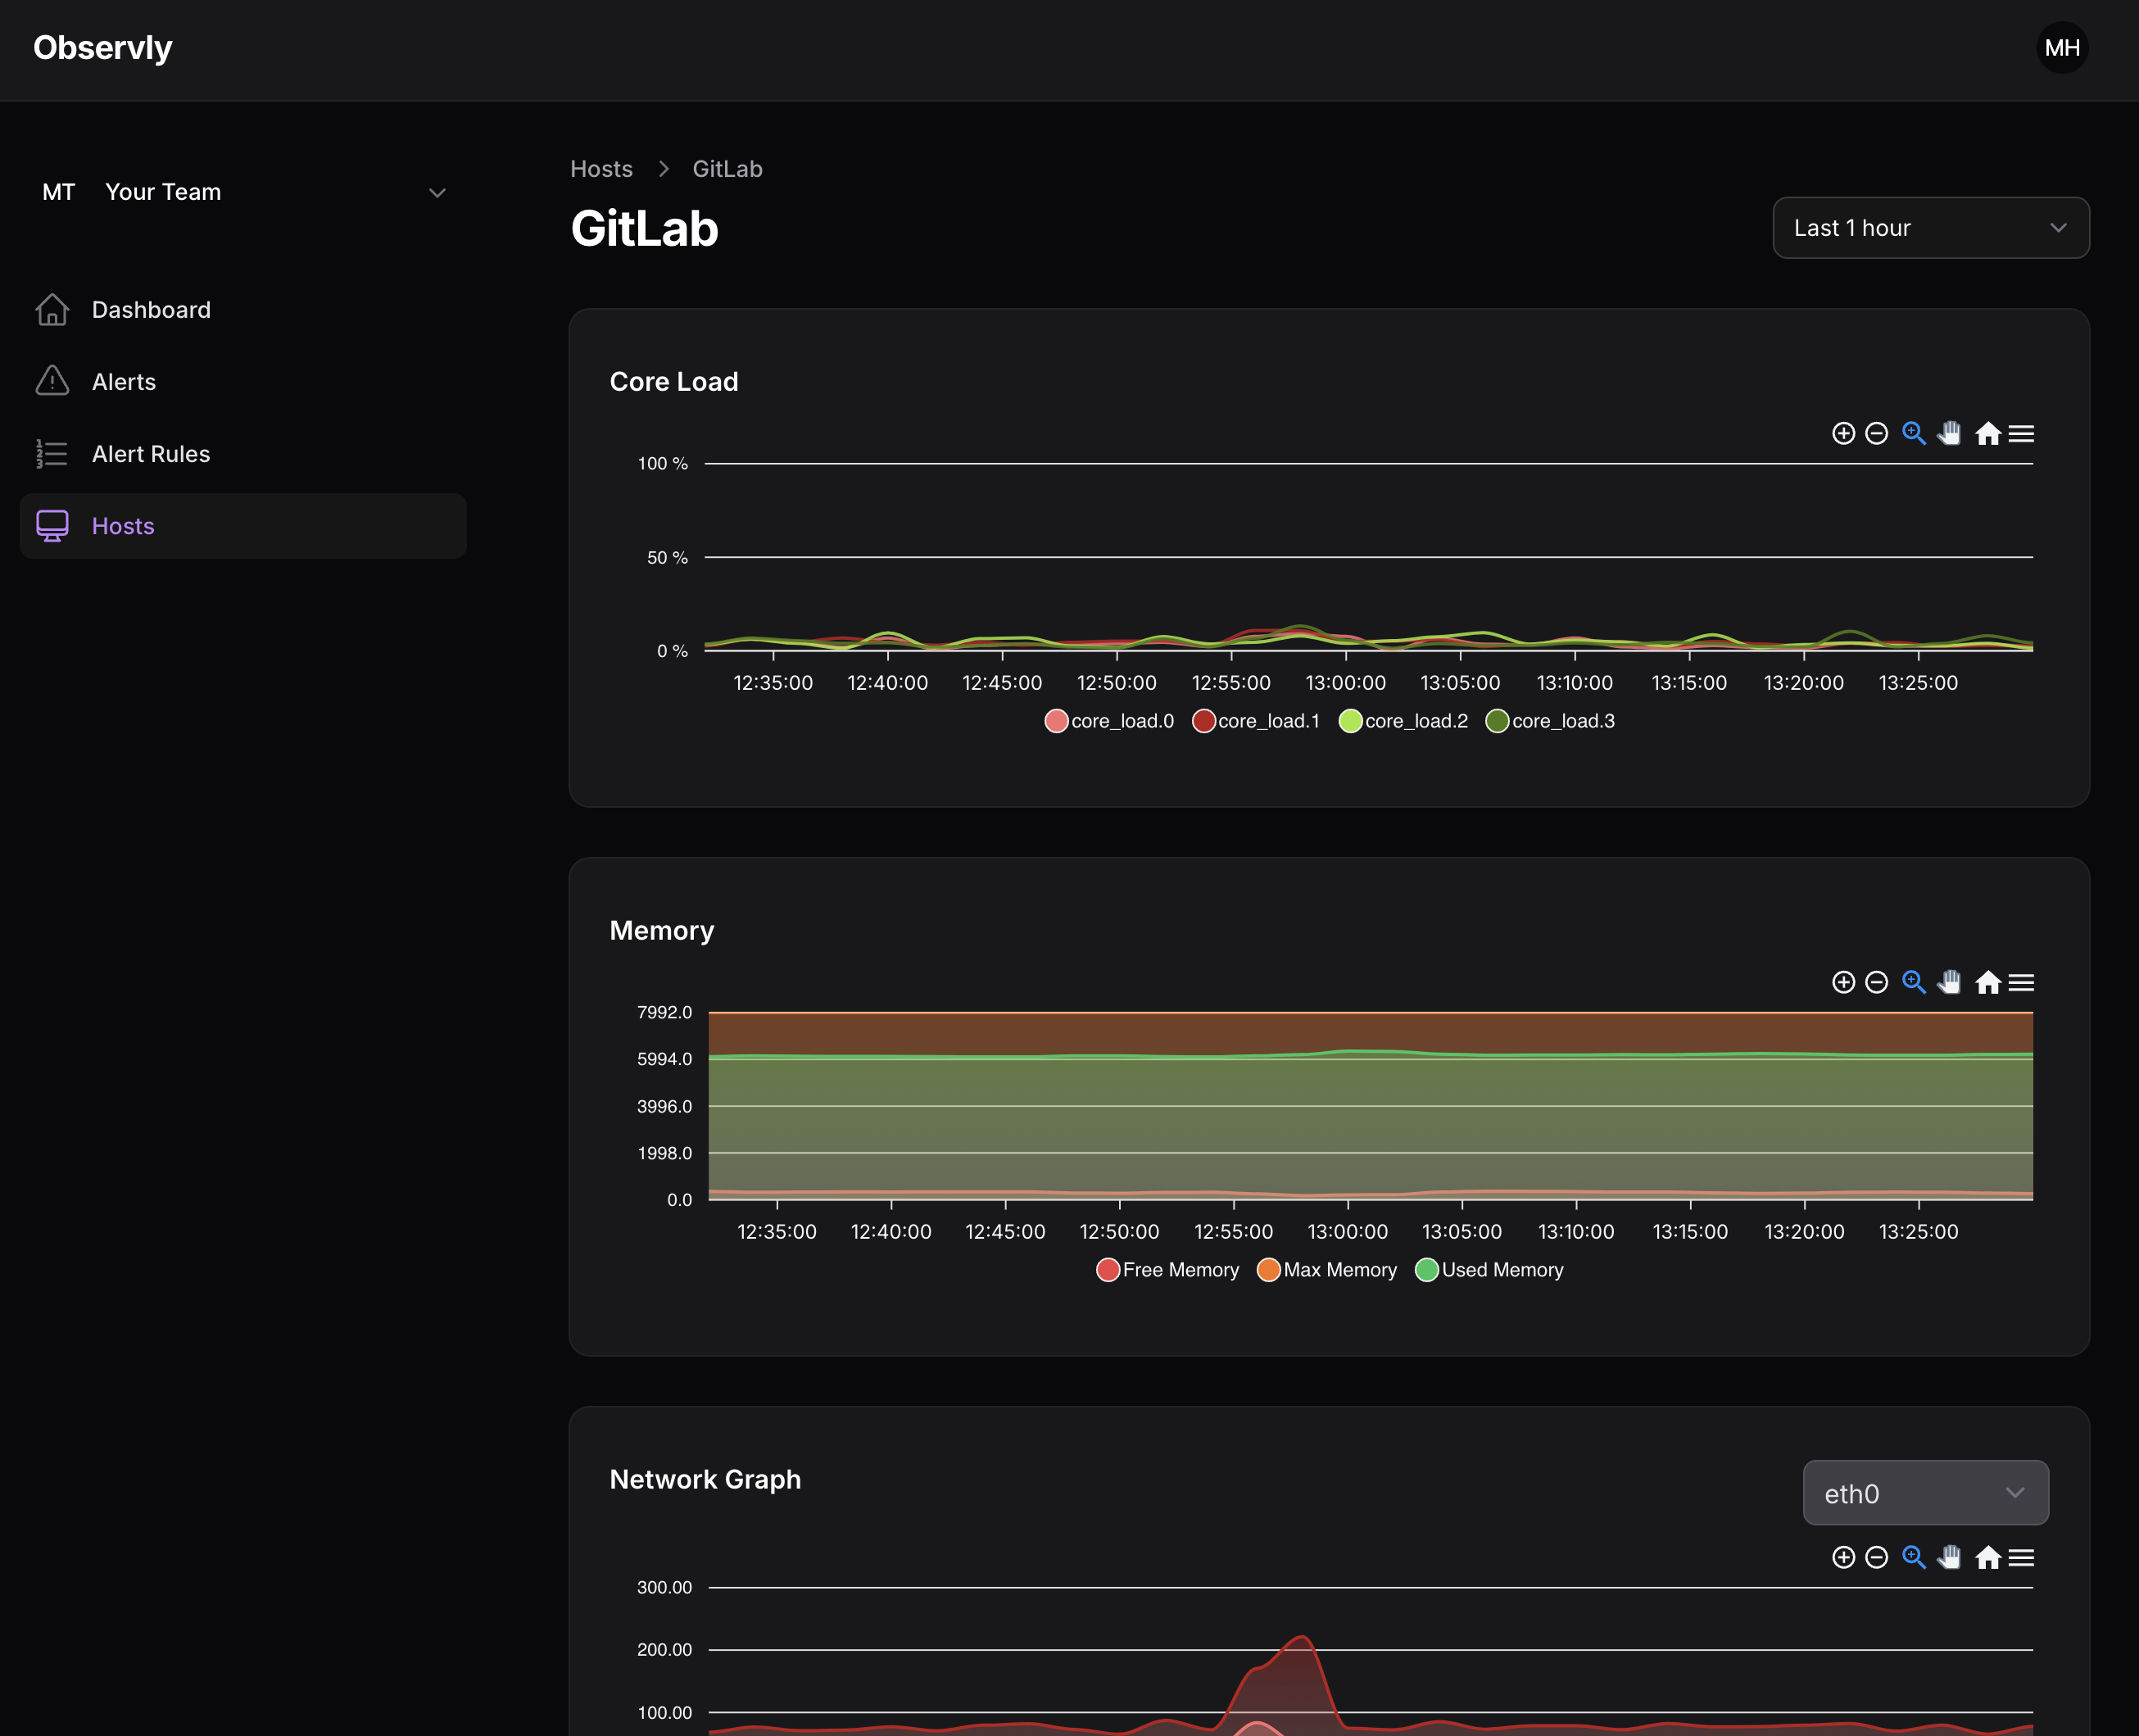 Observly
MH
MT Your Team
Dashboard
Alerts
1
2
3
Alert Rules
Hosts
Hosts > GitLab
GitLab
Last 1 hour
Core Load
100 %
50 %
0 %
12:35:00 12:40:00 12:45:00 12:50:00 12:55:00 13:00:00 13:05:00 13:10:00 13:15:00 13:20:00 13:25:00
core_load.0 core_load.1 core_load.2 core_load.3
Memory
7992.0
5994.0
3996.0
1998.0
0.0
12:35:00 12:40:00 12:45:00 12:50:00 12:55:00 13:00:00 13:05:00 13:10:00 13:15:00 13:20:00 13:25:00
Free Memory Max Memory Used Memory
Network Graph
eth0
300.00
200.00
100.00